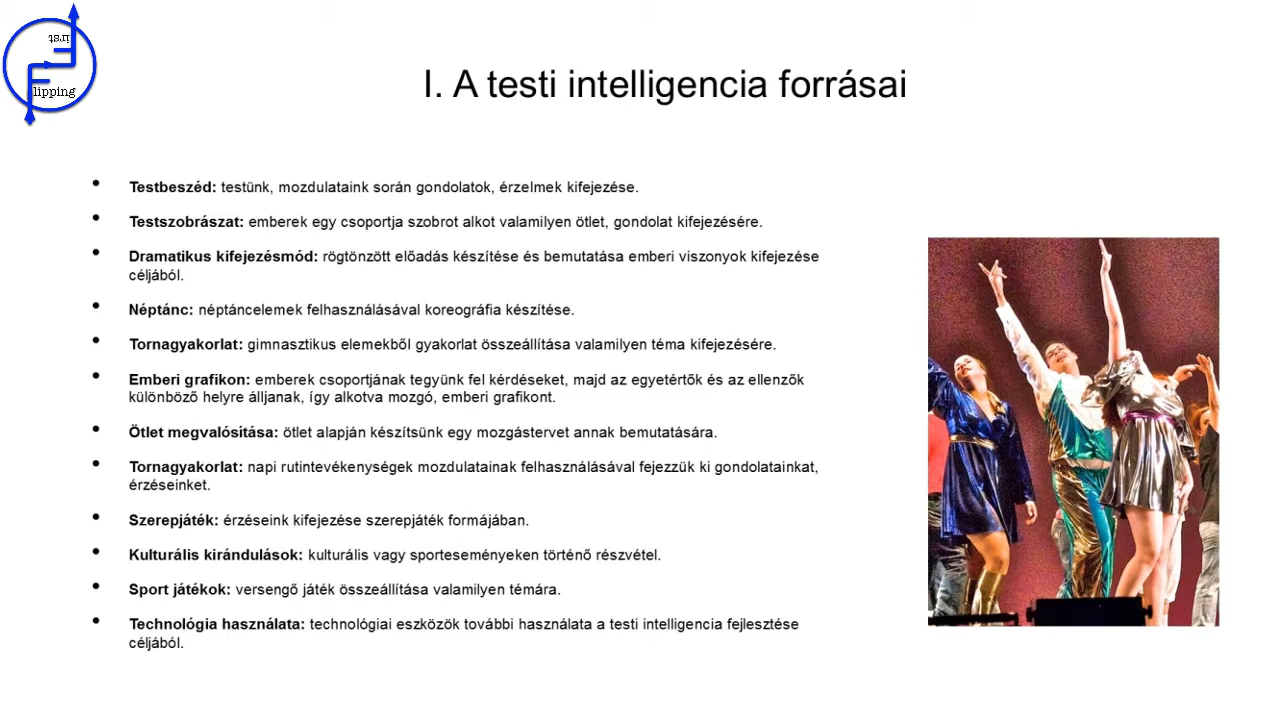 First
Flipping
I. A testi intelligencia forrásai
• Testbeszéd: testünk, mozdulataink során gondolatok, érzelmek kifejezése.
• Testszobrászat: emberek egy csoportja szobrot alkot valamilyen ötlet, gondolat kifejezésére.
• Dramatikus kifejezésmód: rögtönzött előadás készítése és bemutatása emberi viszonyok kifejezése
céljából.
• Néptánc: néptáncelemek felhasználásával koreográfia készítése.
• Tornagyakorlat: gimnasztikus elemekből gyakorlat összeállítása valamilyen téma kifejezésére.
• Emberi grafikon: emberek csoportjának tegyünk fel kérdéseket, majd az egyetértők és az ellenzők
különböző helyre álljanak, így alkotva mozgó, emberi grafikont.
• Ötlet megvalósítása: ötlet alapján készítsünk egy mozgástervet annak bemutatására.
• Tornagyakorlat: napi rutintevékenységek mozdulatainak felhasználásával fejezzük ki gondolatainkat,
érzéseinket.
• Szerepjáték: érzéseink kifejezése szerepjáték formájában.
• Kulturális kirándulások: kulturális vagy sporteseményeken történő részvétel.
• Sport játékok: versengő játék összeállítása valamilyen témára.
• Technológia használata: technológiai eszközök további használata a testi intelligencia fejlesztése
céljából.